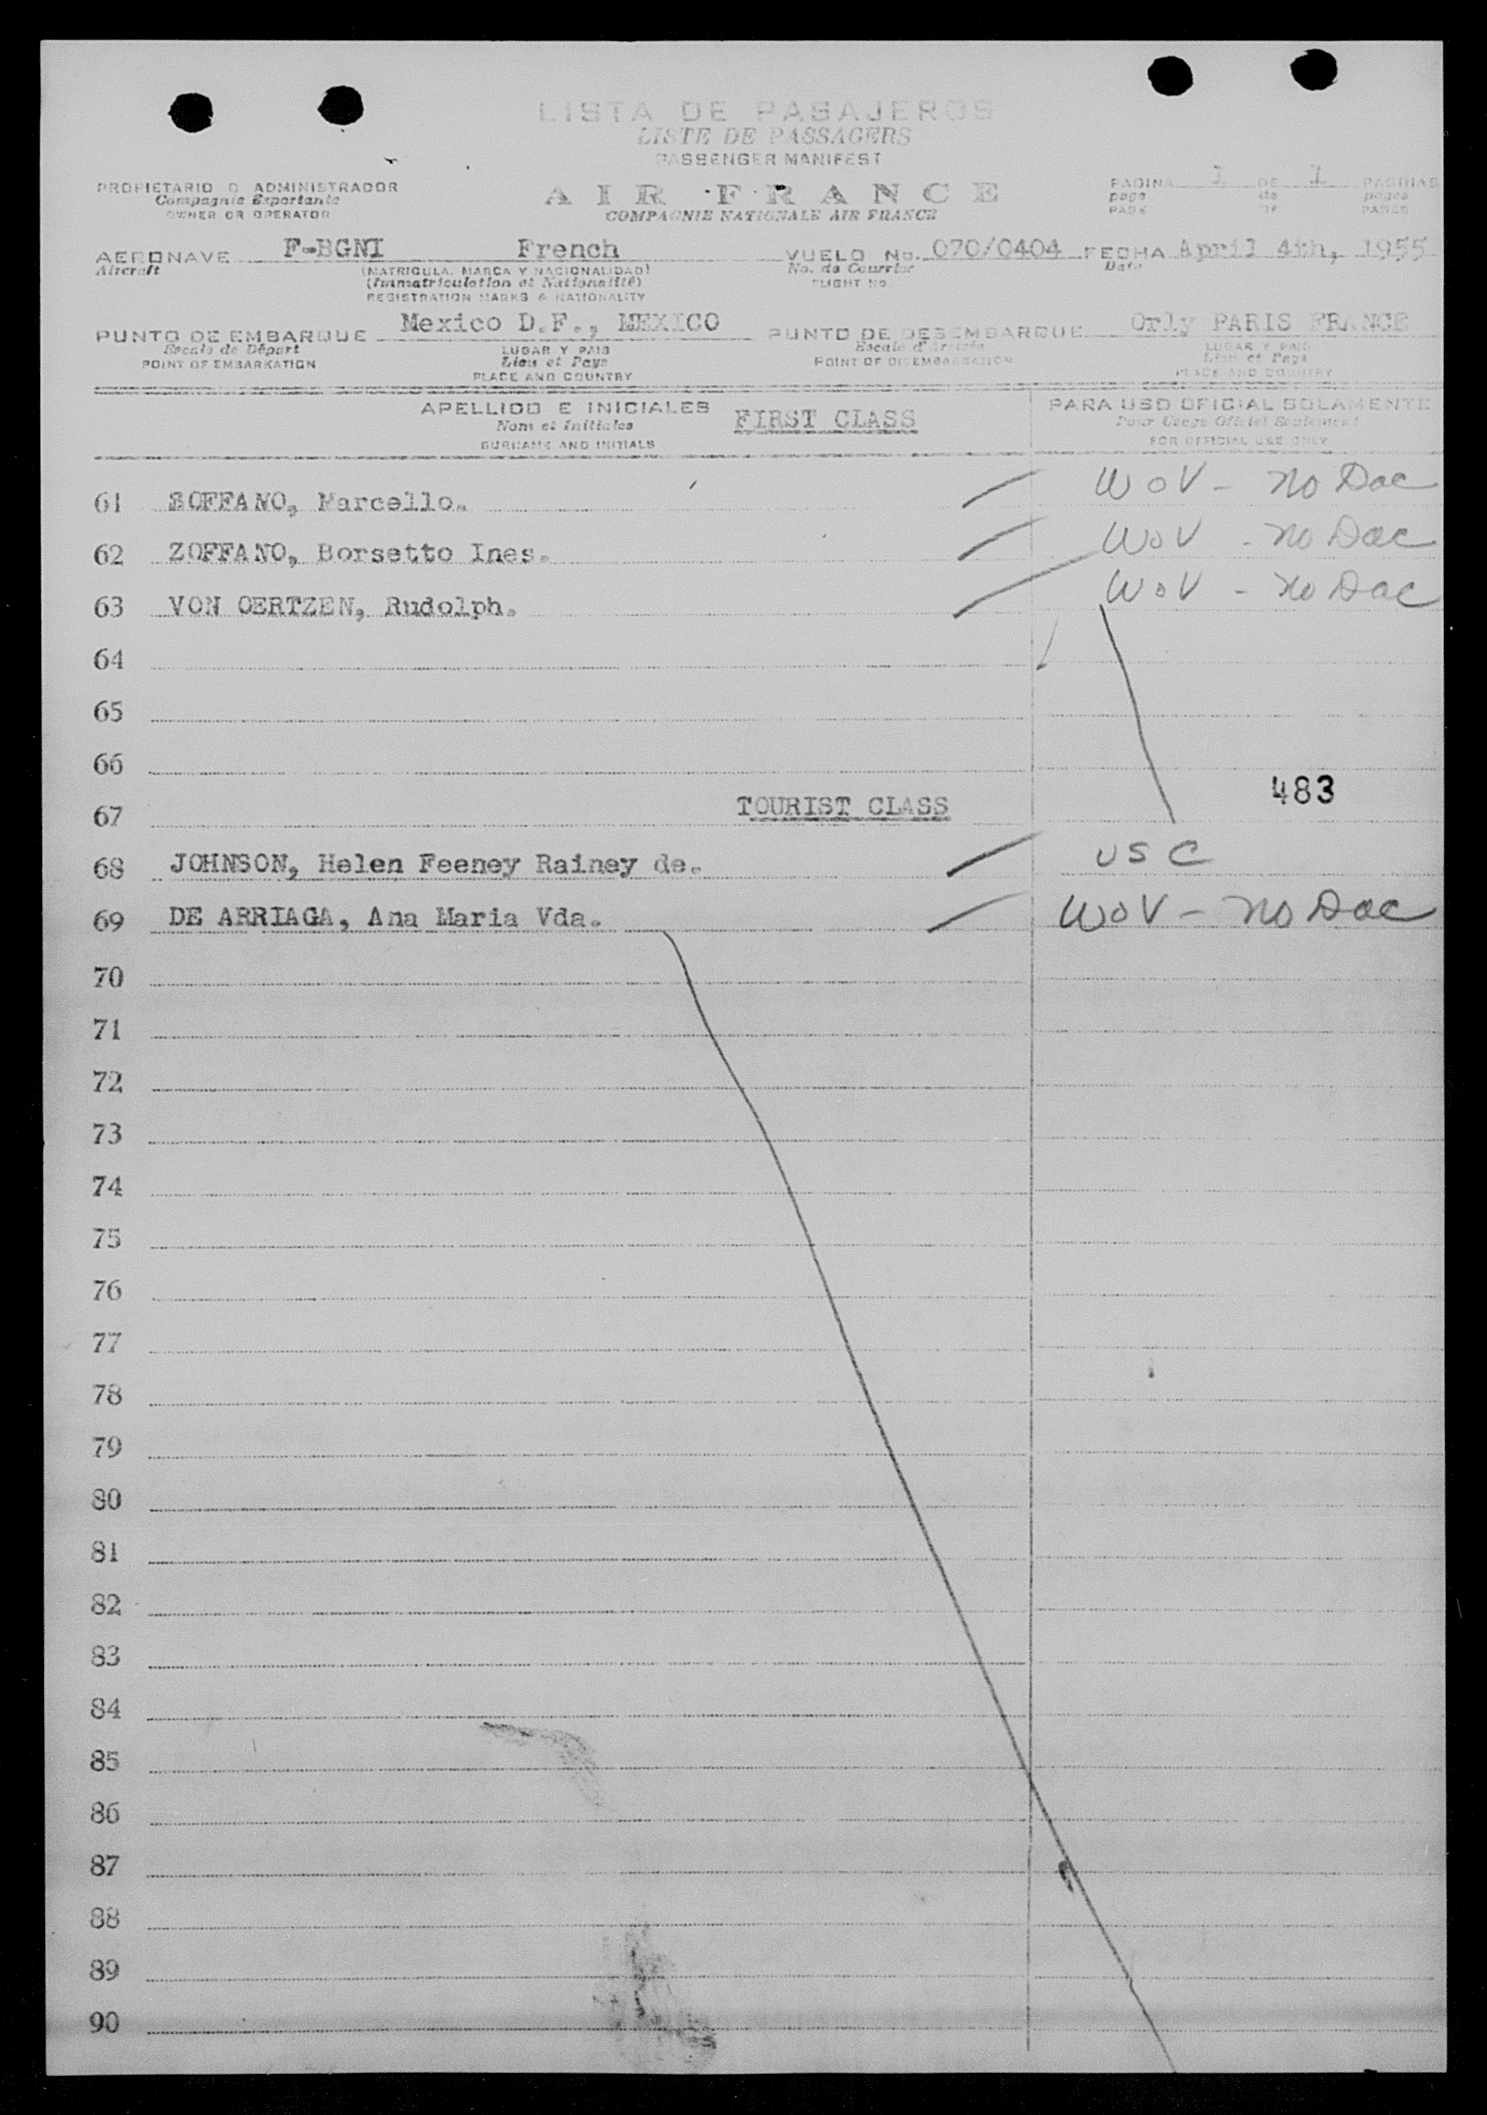 LISTA DE PASAJEROS
LISTE DE PASSAGERS
PASSENGER MANIFEST
PROPIETARIO O ADMINISTRADOR
Compagnie Exportante
OWNER OR OPERATOR
AIR FRANCE
COMPAGNIE NATIONALE AIR FRANCE
PAGINA 1 DE 1 PAGINAS
page de pages
PAGE OF PAGES
AERONAVE F-BGNI French VUELO No. 070/0404 FECHA April 4th, 1955
Aircraft (MATRICULA, MARCA Y NACIONALIDAD) No. de Courrier Date
(Immatriculation et Nationalité) FLIGHT NO.
REGISTRATION MARKS & NATIONALITY
PUNTO DE EMBARQUE Mexico D.F., MEXICO PUNTO DE DESEMBARQUE Orly PARIS FRANCE
Escale de Départ LUGAR Y PAIS Escale d'Arrivée LUGAR Y PAIS
POINT OF EMBARKATION Lieu et Pays POINT OF DISEMBARKATION Lieu et Pays
PLACE AND COUNTRY PLACE AND COUNTRY
APELLIDO E INICIALES FIRST CLASS PARA USO OFICIAL SOLAMENTE
Nom et Initiales Pour Usage Officiel Seulement
SURNAME AND INITIALS FOR OFFICIAL USE ONLY
61 ZOFFANO, Marcello. WOV - no Doc
62 ZOFFANO, Borsetto Ines. WOV - no Doc
63 VON OERTZEN, Rudolph. WOV - no Doc
64
65
66
483
67 TOURIST CLASS
68 JOHNSON, Helen Feeney Rainey de. USC
69 DE ARRIAGA, Ana Maria Vda. WOV - no Doc
70
71
72
73
74
75
76
77
78
79
80
81
82
83
84
85
86
87
88
89
90